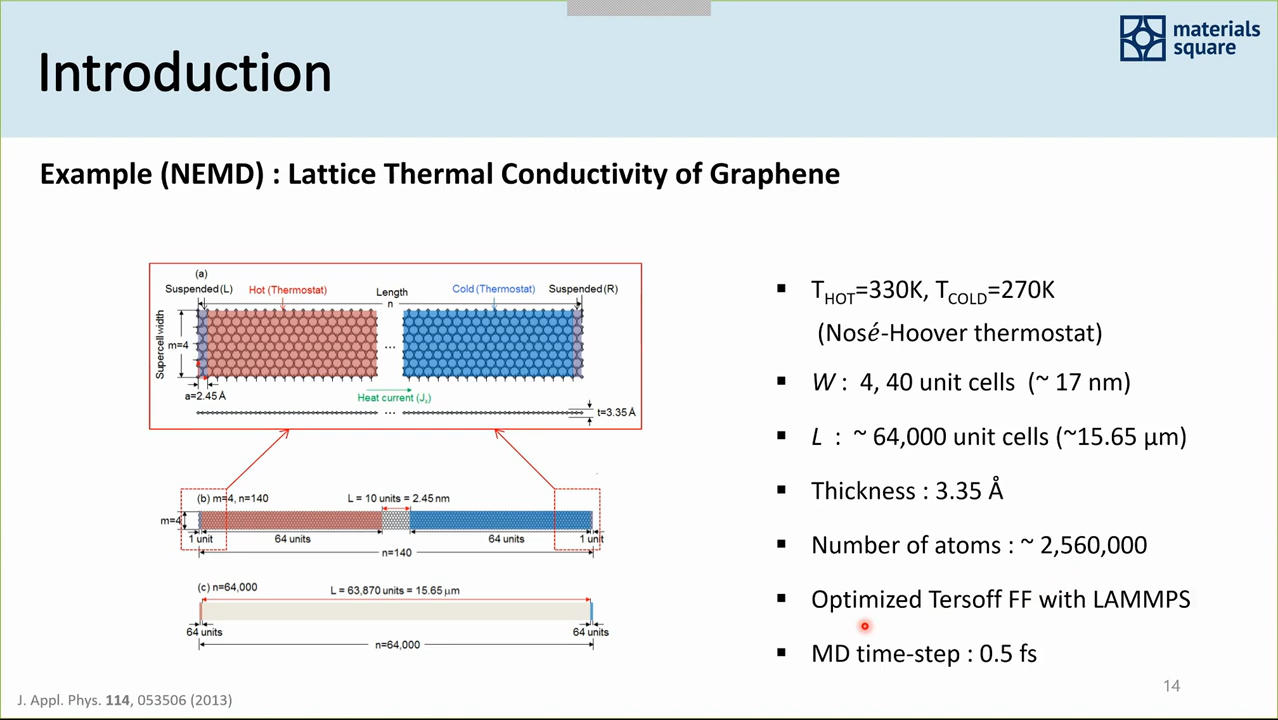 materials
square
Introduction
Example (NEMD) : Lattice Thermal Conductivity of Graphene
(a)
Suspended (L) Hot (Thermostat) Length Cold (Thermostat) Suspended (R)
n
Supercell width
m=4
...
a=2.45 Å
Heat current (Jₓ)
... t=3.35 Å
(b) m=4, n=140 L = 10 units = 2.45 nm
m=4
1 unit 64 units 64 units 1 unit
n=140
(c) n=64,000 L = 63,870 units = 15.65 μm
64 units 64 units
n=64,000
▪ T_HOT=330K, T_COLD=270K
(Nosé-Hoover thermostat)
▪ W : 4, 40 unit cells (~ 17 nm)
▪ L : ~ 64,000 unit cells (~15.65 μm)
▪ Thickness : 3.35 Å
▪ Number of atoms : ~ 2,560,000
▪ Optimized Tersoff FF with LAMMPS
▪ MD time-step : 0.5 fs
J. Appl. Phys. 114, 053506 (2013)
14